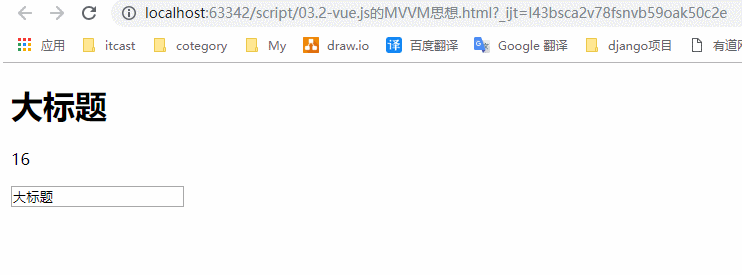 localhost:63342/script/03.2-vue.js的MVVM思想.html?_ijt=l43bsca2v78fsnvb59oak50c2e
应用 itcast cotegory My draw.io 译 百度翻译 Google 翻译 django项目 有道
大标题
16
大标题